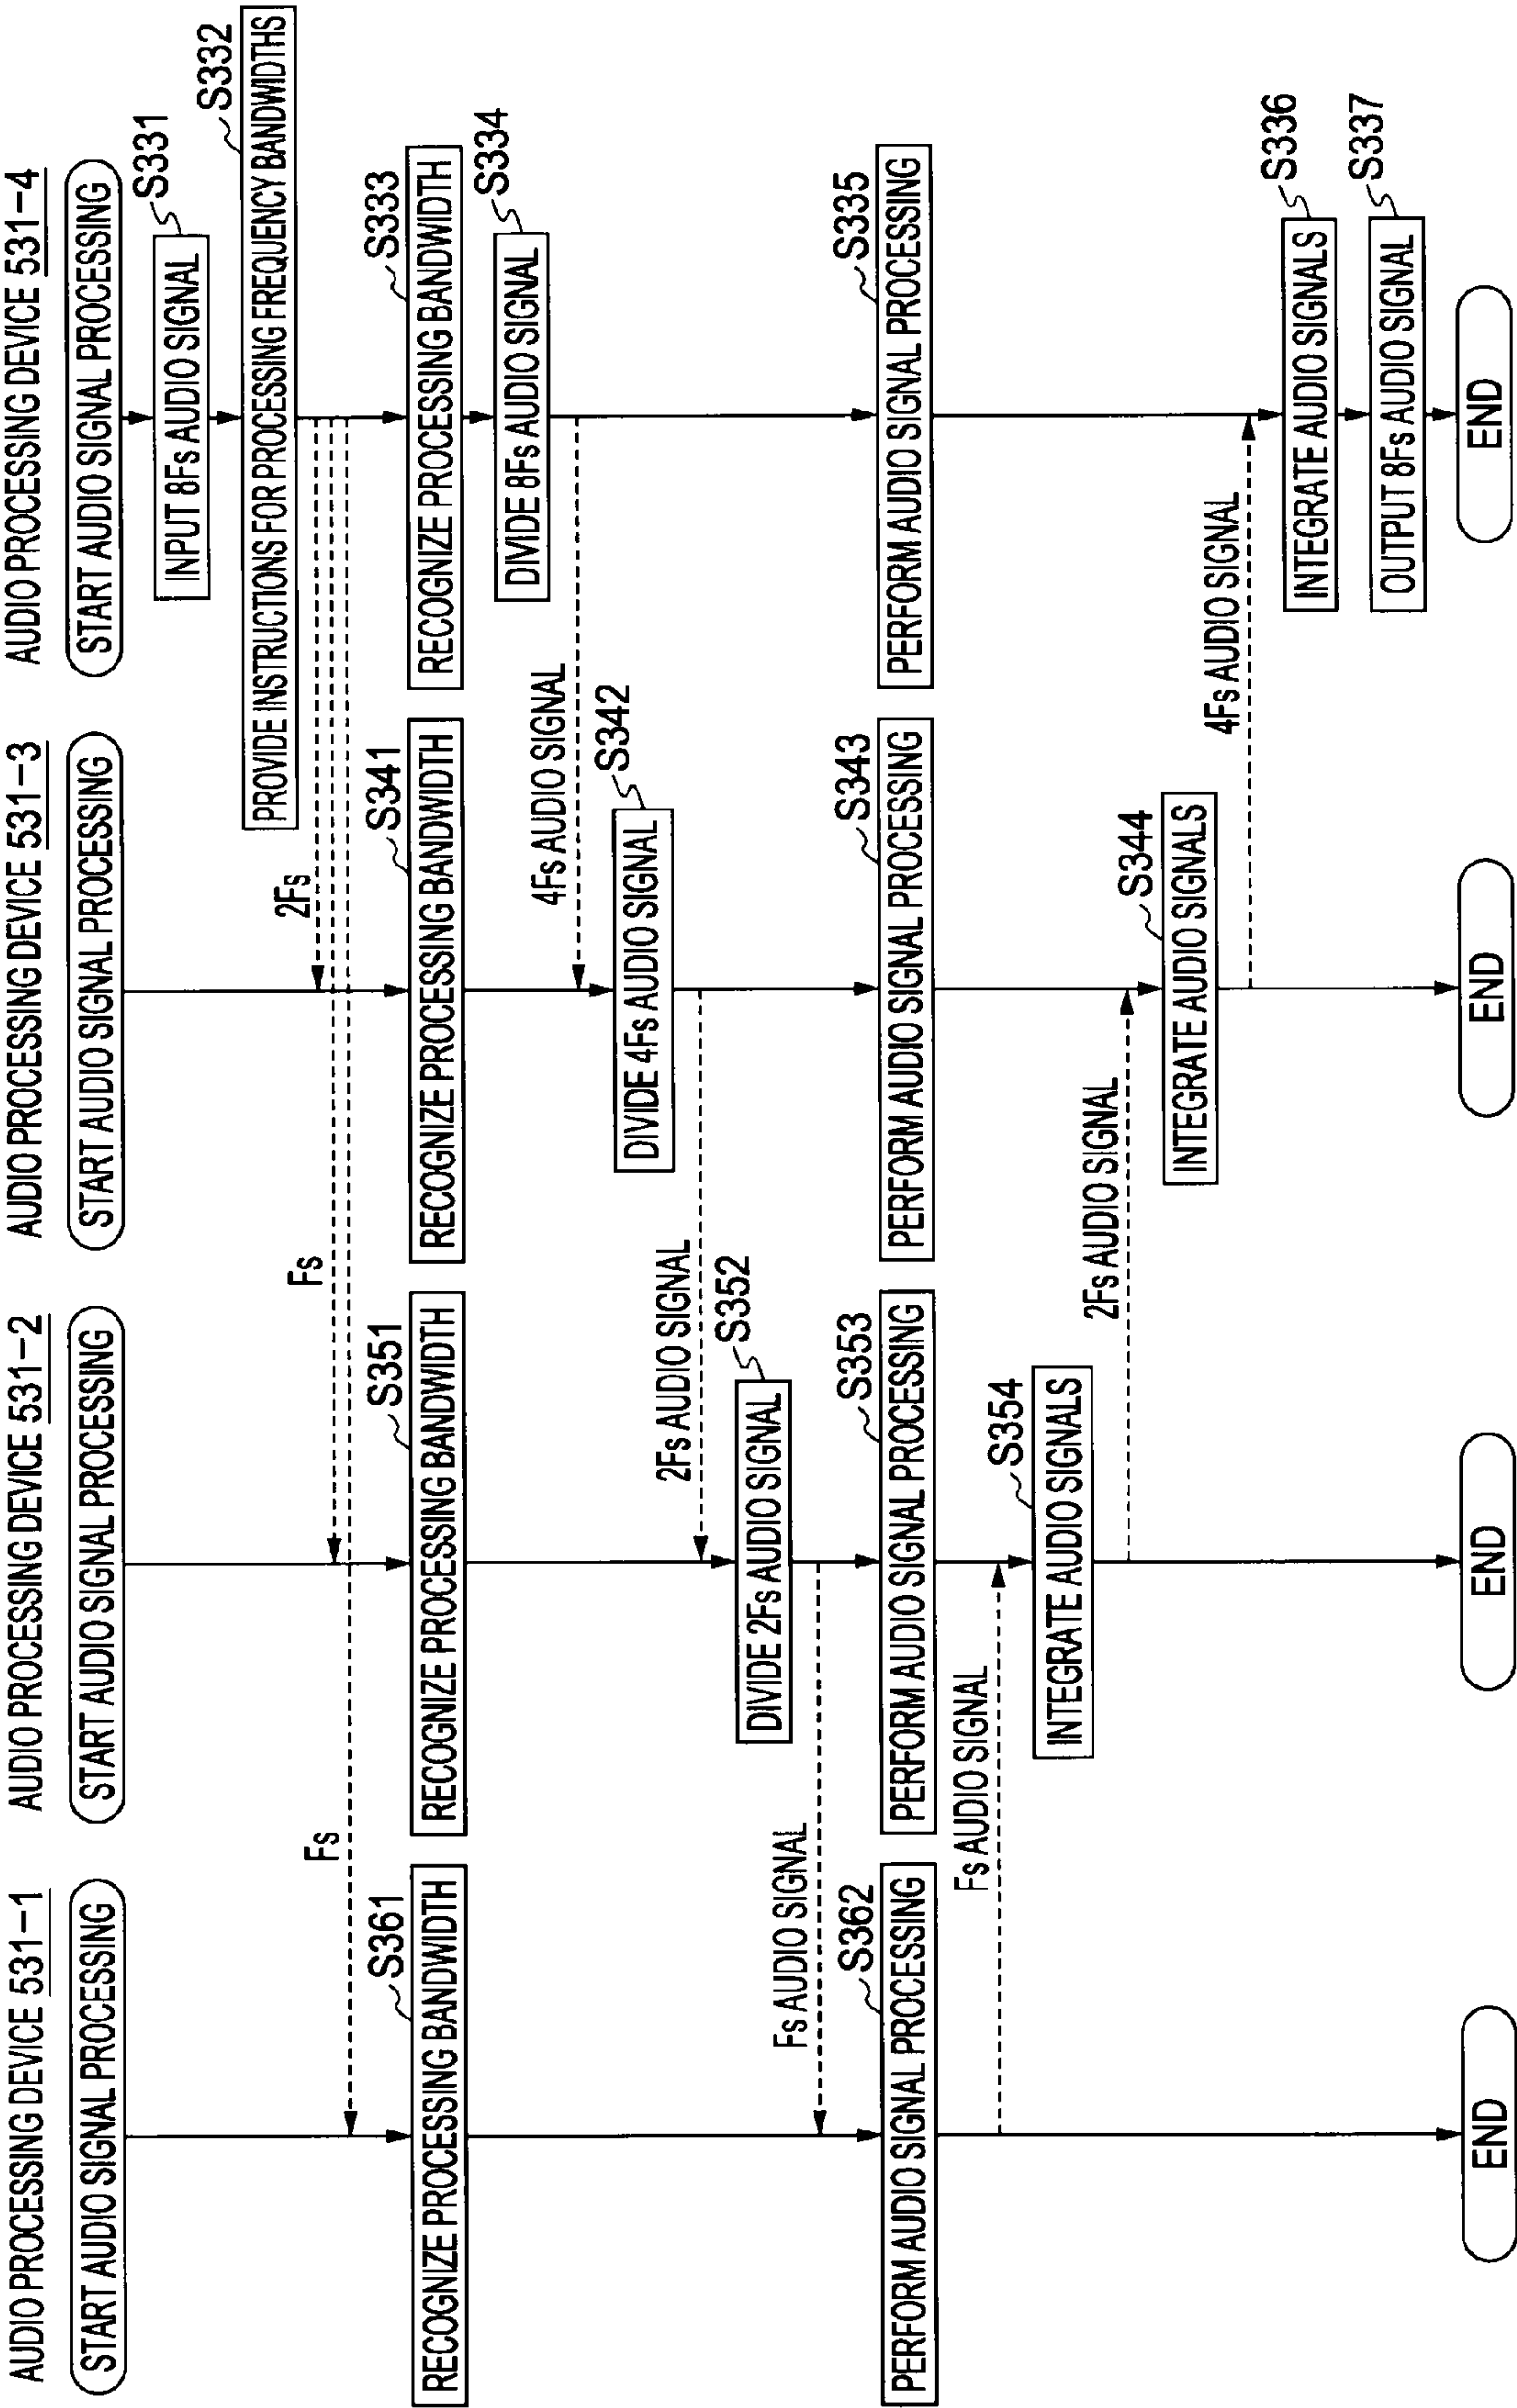 AUDIO PROCESSING DEVICE 531-1
START AUDIO SIGNAL PROCESSING
Fs
S361
RECOGNIZE PROCESSING BANDWIDTH
Fs AUDIO SIGNAL
S362
PERFORM AUDIO SIGNAL PROCESSING
Fs AUDIO SIGNAL
END
AUDIO PROCESSING DEVICE 531-2
START AUDIO SIGNAL PROCESSING
Fs
S351
RECOGNIZE PROCESSING BANDWIDTH
2Fs AUDIO SIGNAL
S352
DIVIDE 2Fs AUDIO SIGNAL
S353
PERFORM AUDIO SIGNAL PROCESSING
S354
INTEGRATE AUDIO SIGNALS
2Fs AUDIO SIGNAL
END
AUDIO PROCESSING DEVICE 531-3
START AUDIO SIGNAL PROCESSING
2Fs
S341
RECOGNIZE PROCESSING BANDWIDTH
4Fs AUDIO SIGNAL
S342
DIVIDE 4Fs AUDIO SIGNAL
S343
PERFORM AUDIO SIGNAL PROCESSING
S344
INTEGRATE AUDIO SIGNALS
4Fs AUDIO SIGNAL
END
AUDIO PROCESSING DEVICE 531-4
START AUDIO SIGNAL PROCESSING
S331
INPUT 8Fs AUDIO SIGNAL
S332
PROVIDE INSTRUCTIONS FOR PROCESSING FREQUENCY BANDWIDTHS
S333
RECOGNIZE PROCESSING BANDWIDTH
S334
DIVIDE 8Fs AUDIO SIGNAL
S335
PERFORM AUDIO SIGNAL PROCESSING
S336
INTEGRATE AUDIO SIGNALS
S337
OUTPUT 8Fs AUDIO SIGNAL
END